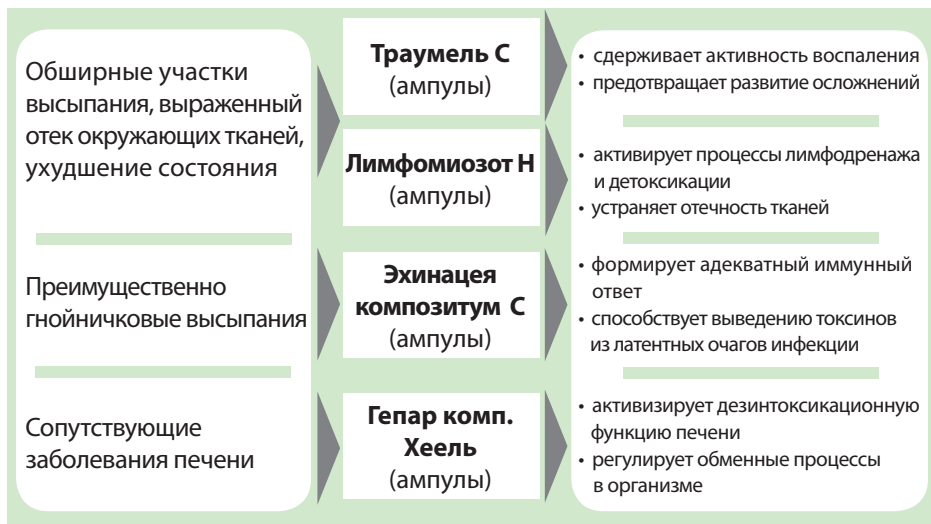 Обширные участки
высыпания, выраженный
отек окружающих тканей,
ухудшение состояния
Траумель С
(ампулы)
• сдерживает активность воспаления
• предотвращает развитие осложнений
Лимфомиозот Н
(ампулы)
• активирует процессы лимфодренажа
и детоксикации
• устраняет отечность тканей
Преимущественно
гнойничковые высыпания
Эхинацея
композитум С
(ампулы)
• формирует адекватный иммунный
ответ
• способствует выведению токсинов
из латентных очагов инфекции
Сопутствующие
заболевания печени
Гепар комп.
Хеель
(ампулы)
• активизирует дезинтоксикационную
функцию печени
• регулирует обменные процессы
в организме